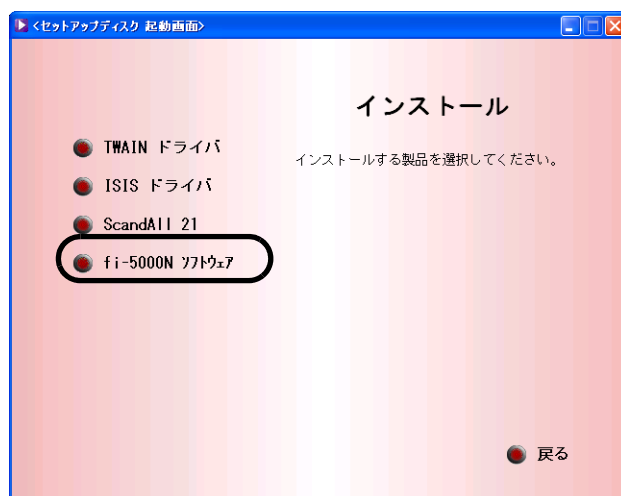 <セットアップディスク 起動画面>
インストール
インストールする製品を選択してください。
TWAIN ドライバ
ISIS ドライバ
ScandAll 21
fi-5000N ソフトウェア
戻る